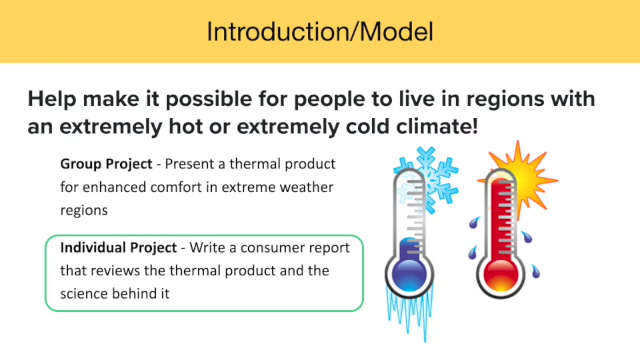 Introduction/Model
Help make it possible for people to live in regions with
an extremely hot or extremely cold climate!
Group Project - Present a thermal product
for enhanced comfort in extreme weather
regions
Individual Project - Write a consumer report
that reviews the thermal product and the
science behind it